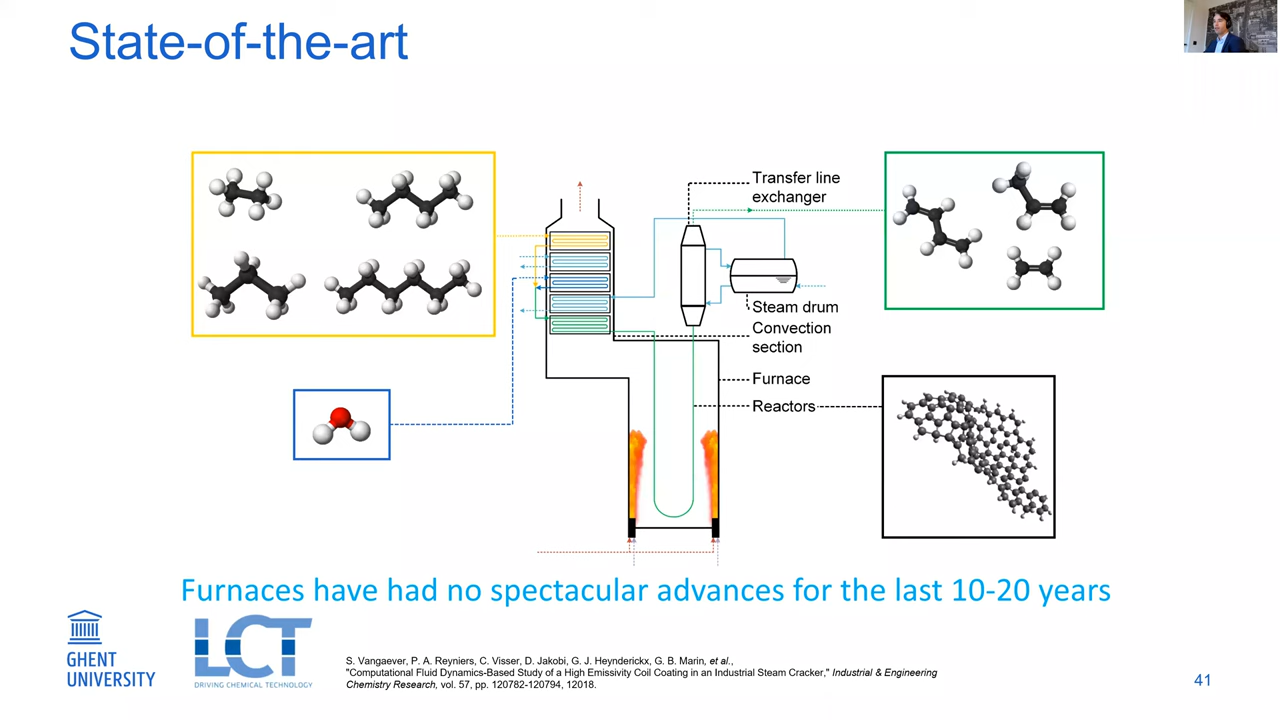 State-of-the-art
Transfer line
exchanger
Steam drum
Convection
section
Furnace
Reactors
Furnaces have had no spectacular advances for the last 10-20 years
GHENT
UNIVERSITY
LCT
DRIVING CHEMICAL TECHNOLOGY
S. Vangaever, P. A. Reyniers, C. Visser, D. Jakobi, G. J. Heynderickx, G. B. Marin, et al.,
"Computational Fluid Dynamics-Based Study of a High Emissivity Coil Coating in an Industrial Steam Cracker," Industrial & Engineering
Chemistry Research, vol. 57, pp. 120782-120794, 12018.
41